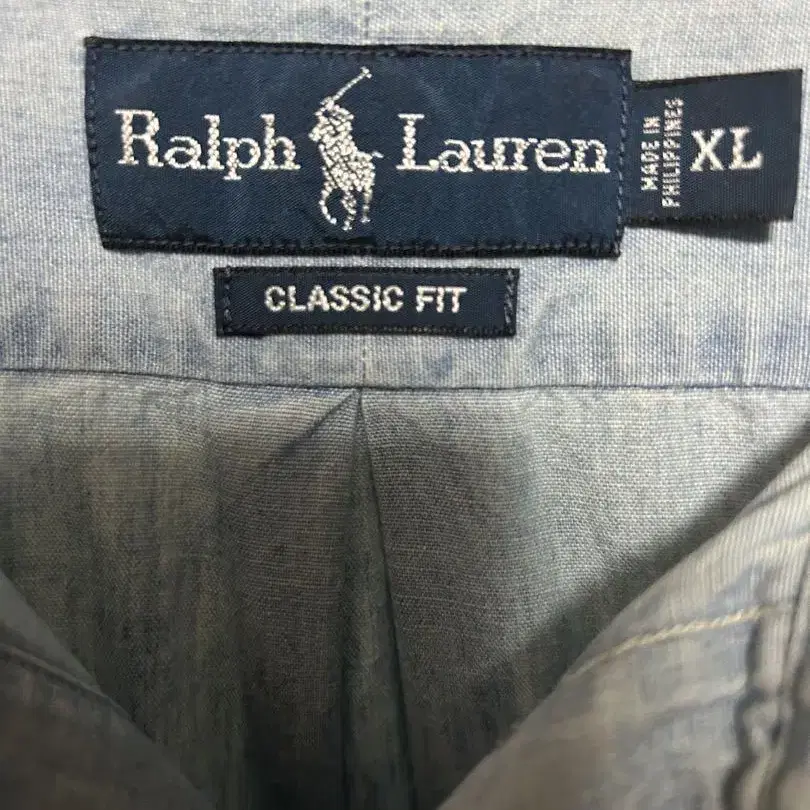 Ralph Lauren
MADE IN
PHILIPPINES
XL
CLASSIC FIT